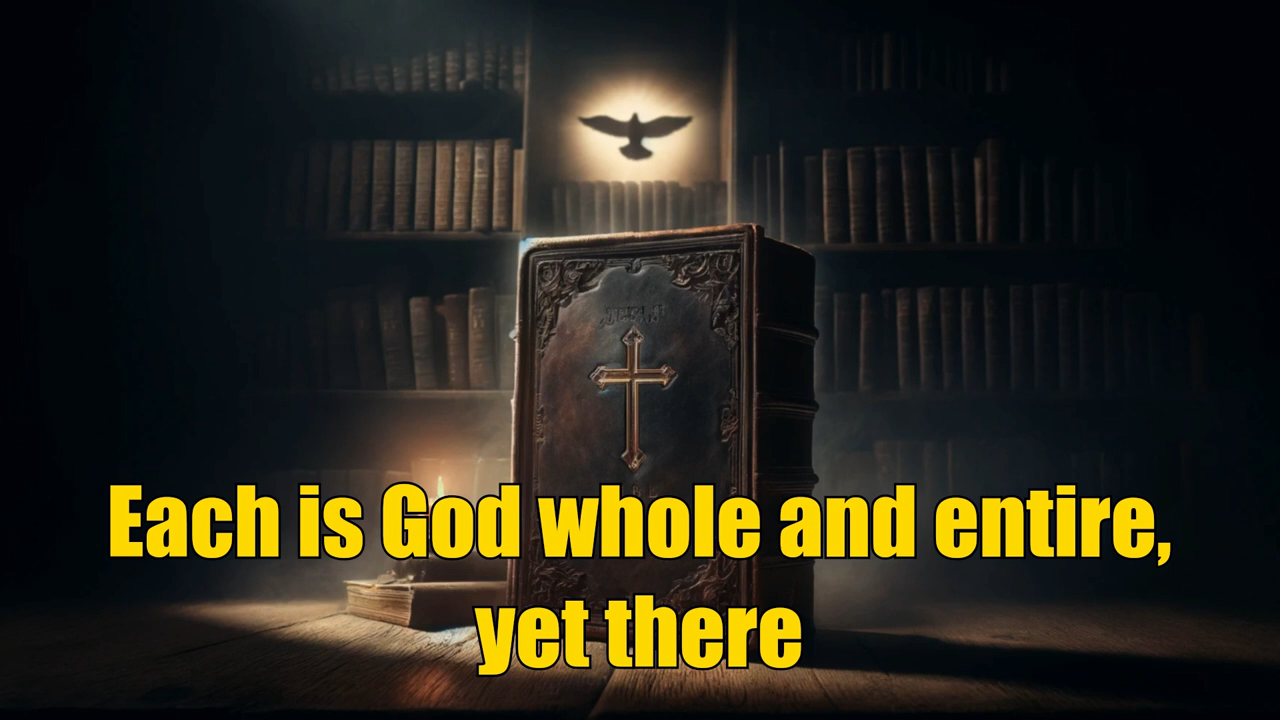 Each is God whole and entire,
yet there